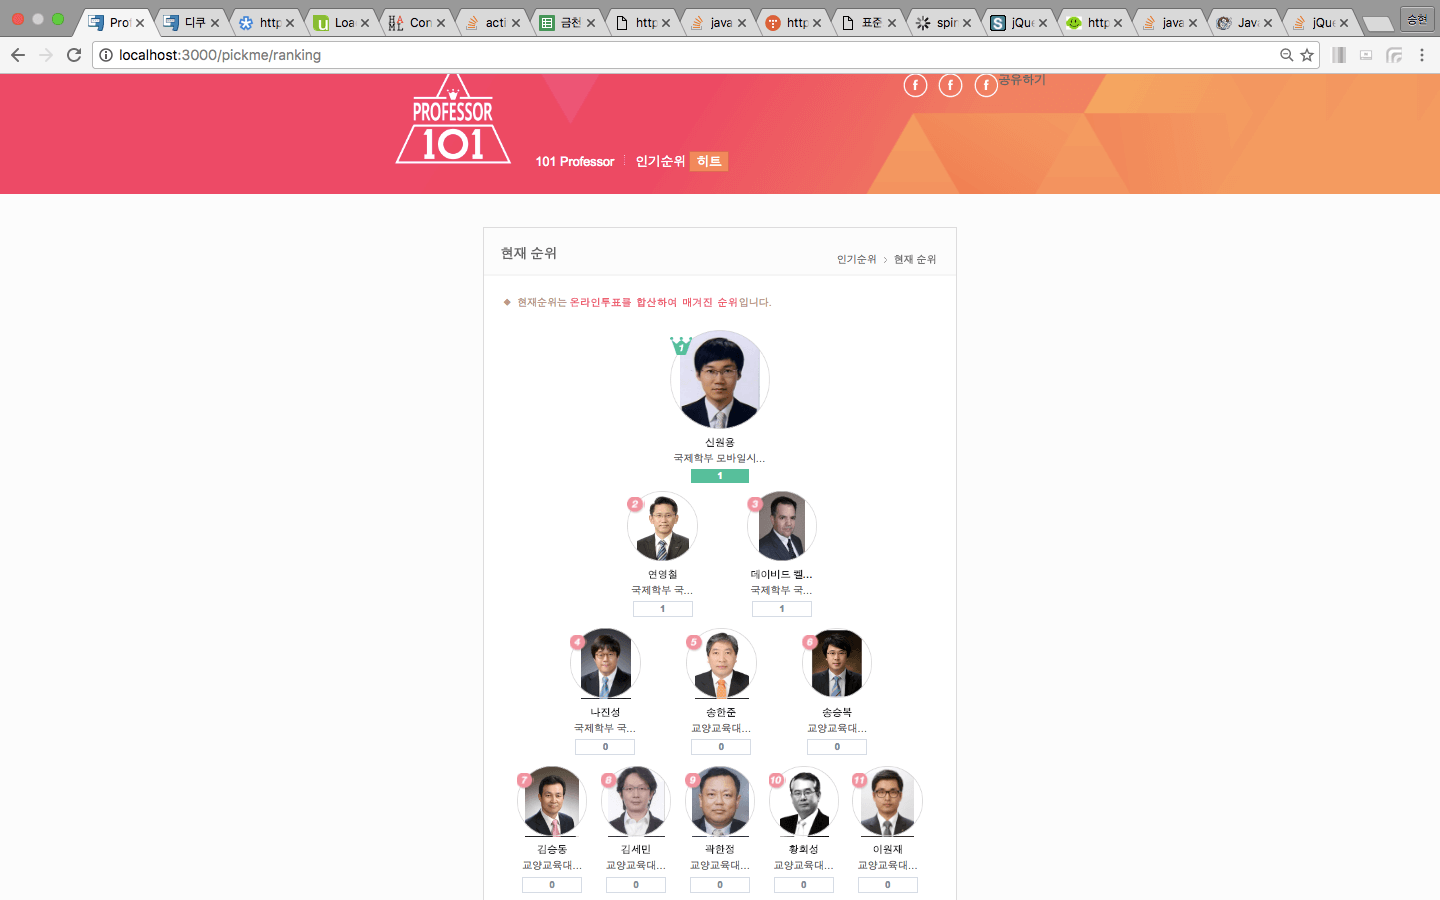 Prof
디쿠
http
Loa
Con
acti
금천
http
java
http
표준
spir
jQue
http
java
Java
jQue
승현
localhost:3000/pickme/ranking
PROFESSOR
101
공유하기
101 Professor
인기순위 히트
현재 순위
인기순위 > 현재 순위
현재순위는 온라인투표를 합산하여 매겨진 순위입니다.
1
신원용
국제학부 모바일시...
1
2 3
연영철 데이비드 켈...
국제학부 국... 국제학부 국...
1 1
4 5 6
나진성 송한준 송승복
국제학부 국... 교양교육대... 교양교육대...
0 0 0
7 8 9 10 11
김승동 김세민 곽한정 황희성 이원재
교양교육대... 교양교육대... 교양교육대... 교양교육대... 교양교육대...
0 0 0 0 0